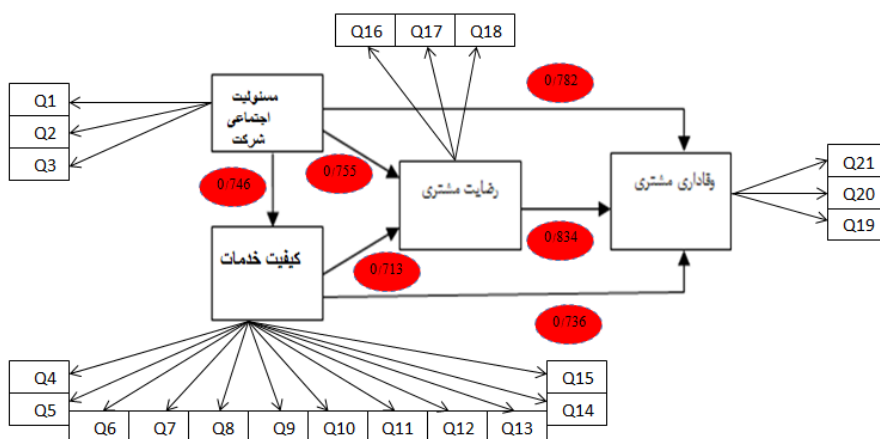 Q16 Q17 Q18
0/782
Q1
Q2
Q3
مسئولیت
اجتماعی
شرکت
0/746
0/755
رضایت مشتری
وفاداری مشتری
Q21
Q20
Q19
0/834
کیفیت خدمات
0/713
0/736
Q4
Q5
Q15
Q14
Q6 Q7 Q8 Q9 Q10 Q11 Q12 Q13